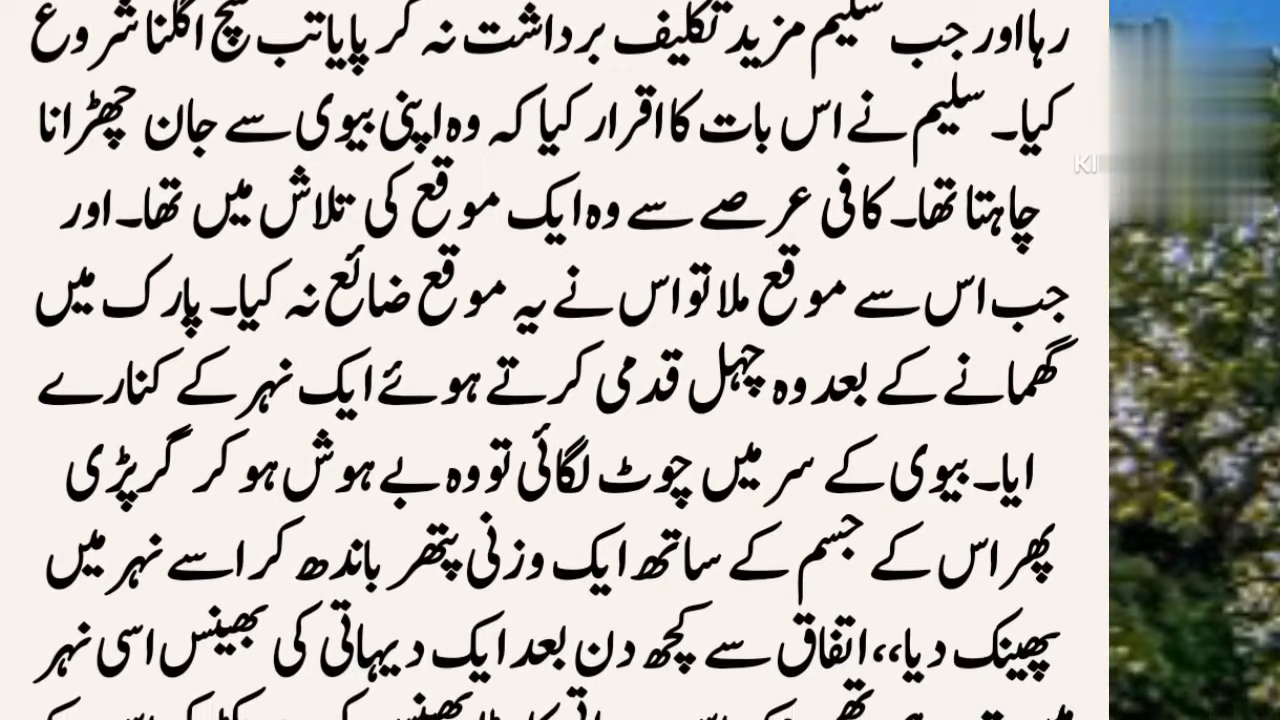 رہا اور جب سلیم مزید تکلیف برداشت نہ کر پایا تب سچ اگلنا شروع
کیا۔ سلیم نے اس بات کا اقرار کیا کہ وہ اپنی بیوی سے جان چھڑانا
چاہتا تھا۔ کافی عرصے سے وہ ایک موقع کی تلاش میں تھا۔ اور
جب اس سے موقع ملا تو اس نے یہ موقع ضائع نہ کیا۔ پارک میں
گھمانے کے بعد وہ چہل قدمی کرتے ہوئے ایک نہر کے کنارے
ایا۔ بیوی کے سر میں چوٹ لگائی تو وہ بے ہوش ہو کر گر پڑی
پھر اس کے جسم کے ساتھ ایک وزنی پتھر باندھ کر اسے نہر میں
پھینک دیا،، اتفاق سے کچھ دن بعد ایک دیہاتی کی بھینس اسی نہر
KI